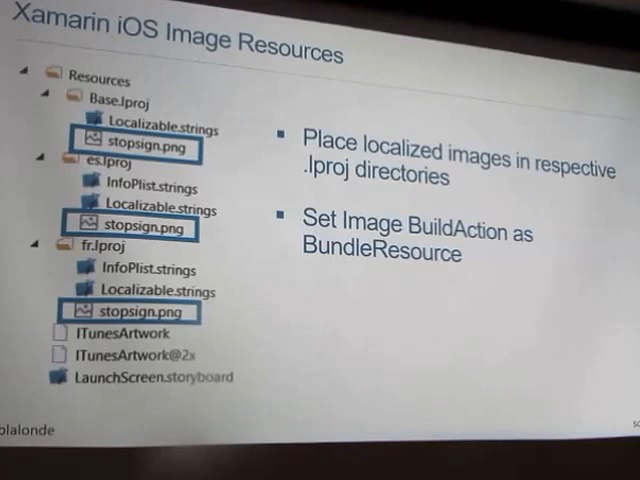 Xamarin iOS Image Resources
Resources
Base.lproj
Localizable.strings
stopsign.png
es.lproj
InfoPlist.strings
Localizable.strings
stopsign.png
fr.lproj
InfoPlist.strings
Localizable.strings
stopsign.png
ITunesArtwork
ITunesArtwork@2x
LaunchScreen.storyboard
Place localized images in respective
.lproj directories
Set Image BuildAction as
BundleResource